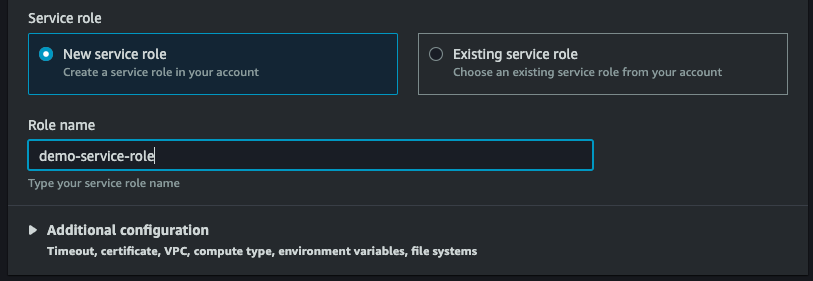 Service role
New service role
Create a service role in your account
Existing service role
Choose an existing service role from your account
Role name
demo-service-role
Type your service role name
Additional configuration
Timeout, certificate, VPC, compute type, environment variables, file systems